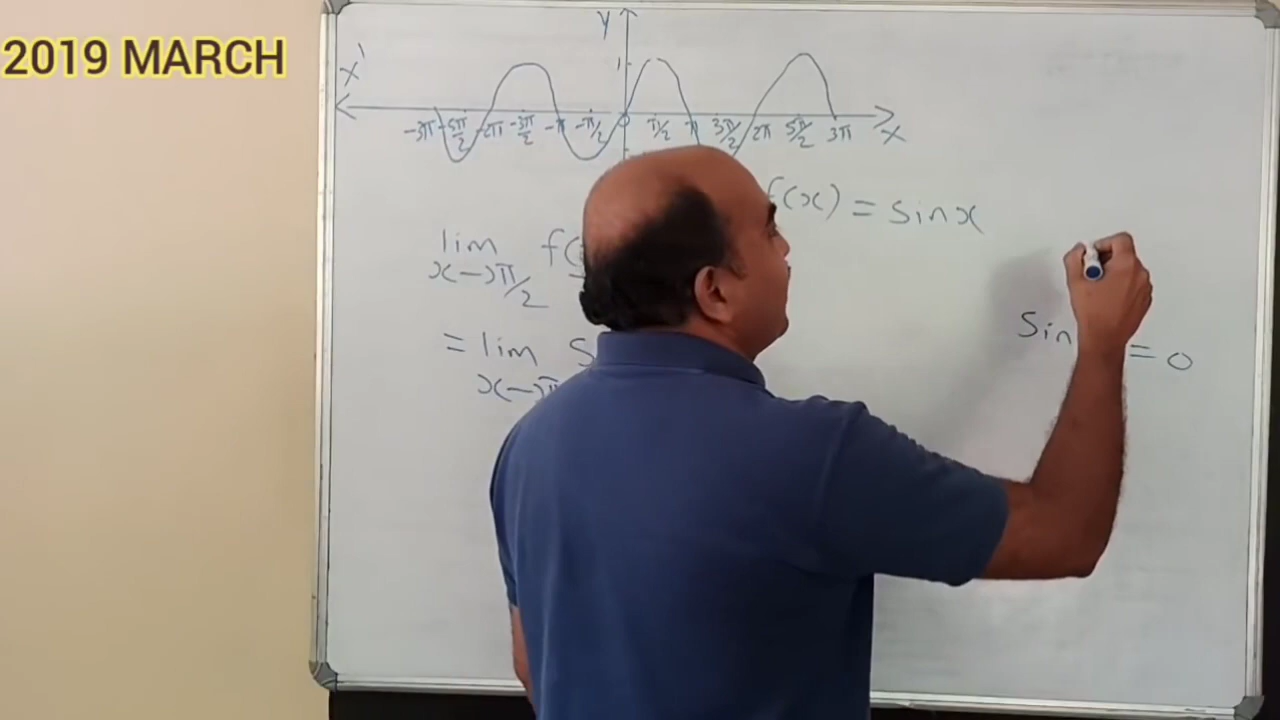 2019 MARCH
y
x'
1
-3π -5π/2 -2π -3π/2 -π -π/2 0 π/2 π 3π/2 2π 5π/2 3π
x
f(x) = sinx
lim f(
x→π/2
= lim S
x→π
Sin = 0